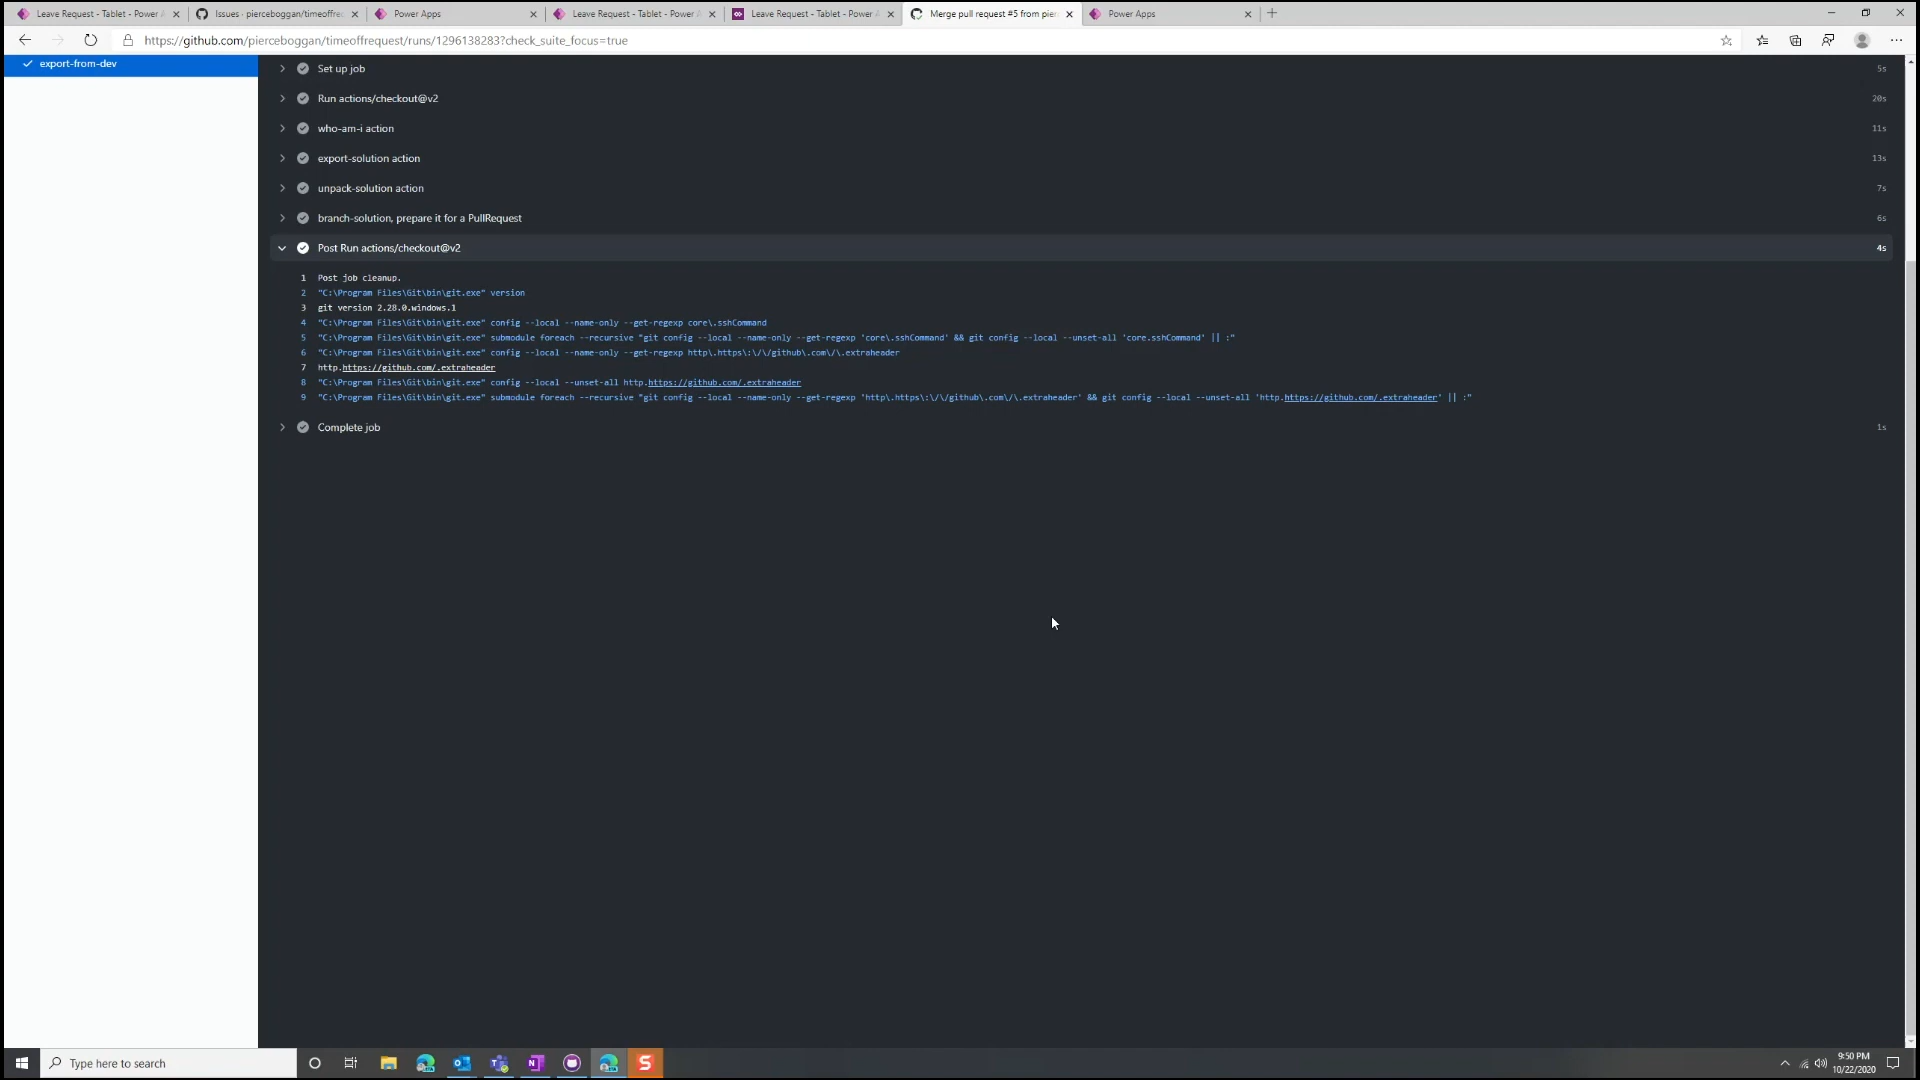 Leave Request - Tablet - Power A
Issues · pierceboggan/timeoffrec
Power Apps
Leave Request - Tablet - Power A
Leave Request - Tablet - Power A
Merge pull request #5 from pier
Power Apps
https://github.com/pierceboggan/timeoffrequest/runs/1296138283?check_suite_focus=true
export-from-dev
Set up job 5s
Run actions/checkout@v2 20s
who-am-i action 11s
export-solution action 13s
unpack-solution action 7s
branch-solution, prepare it for a PullRequest 6s
Post Run actions/checkout@v2 4s
1 Post job cleanup.
2 "C:\Program Files\Git\bin\git.exe" version
3 git version 2.28.0.windows.1
4 "C:\Program Files\Git\bin\git.exe" config --local --name-only --get-regexp core\.sshCommand
5 "C:\Program Files\Git\bin\git.exe" submodule foreach --recursive "git config --local --name-only --get-regexp 'core\.sshCommand' && git config --local --unset-all 'core.sshCommand' || :"
6 "C:\Program Files\Git\bin\git.exe" config --local --name-only --get-regexp http\.https\:\/\/github\.com\/\.extraheader
7 http.https://github.com/.extraheader
8 "C:\Program Files\Git\bin\git.exe" config --local --unset-all http.https://github.com/.extraheader
9 "C:\Program Files\Git\bin\git.exe" submodule foreach --recursive "git config --local --name-only --get-regexp 'http\.https\:\/\/github\.com\/\.extraheader' && git config --local --unset-all 'http.https://github.com/.extraheader' || :"
Complete job 1s
Type here to search
9:50 PM
10/22/2020